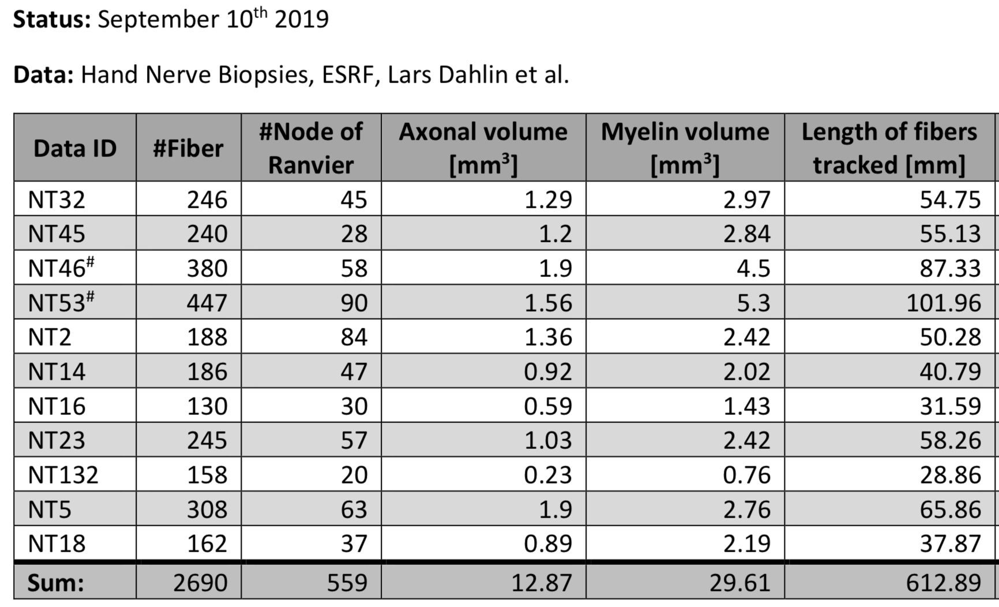 Status: September 10th 2019
Data: Hand Nerve Biopsies, ESRF, Lars Dahlin et al.
Data ID #Fiber #Node of Ranvier Axonal volume [mm³] Myelin volume [mm³] Length of fibers tracked [mm]
NT32 246 45 1.29 2.97 54.75
NT45 240 28 1.2 2.84 55.13
NT46# 380 58 1.9 4.5 87.33
NT53# 447 90 1.56 5.3 101.96
NT2 188 84 1.36 2.42 50.28
NT14 186 47 0.92 2.02 40.79
NT16 130 30 0.59 1.43 31.59
NT23 245 57 1.03 2.42 58.26
NT132 158 20 0.23 0.76 28.86
NT5 308 63 1.9 2.76 65.86
NT18 162 37 0.89 2.19 37.87
Sum: 2690 559 12.87 29.61 612.89